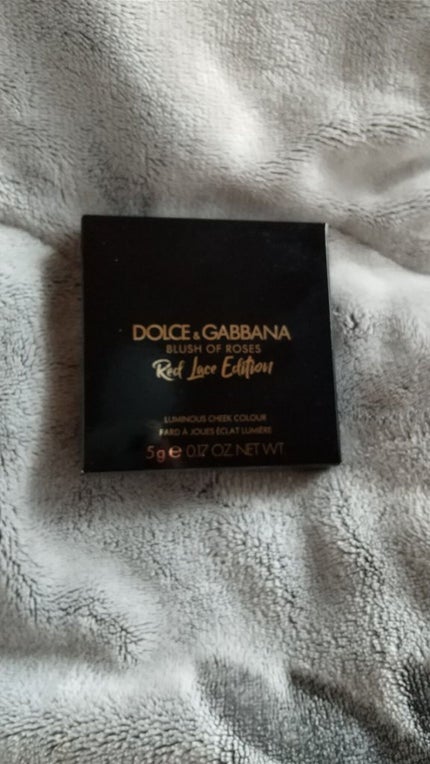 DOLCE & GABBANA
BLUSH OF ROSES
Red Lace Edition
LUMINOUS CHEEK COLOUR
FARD À JOUES ÉCLAT LUMIÈRE
5g e 0.17 OZ. NET WT.